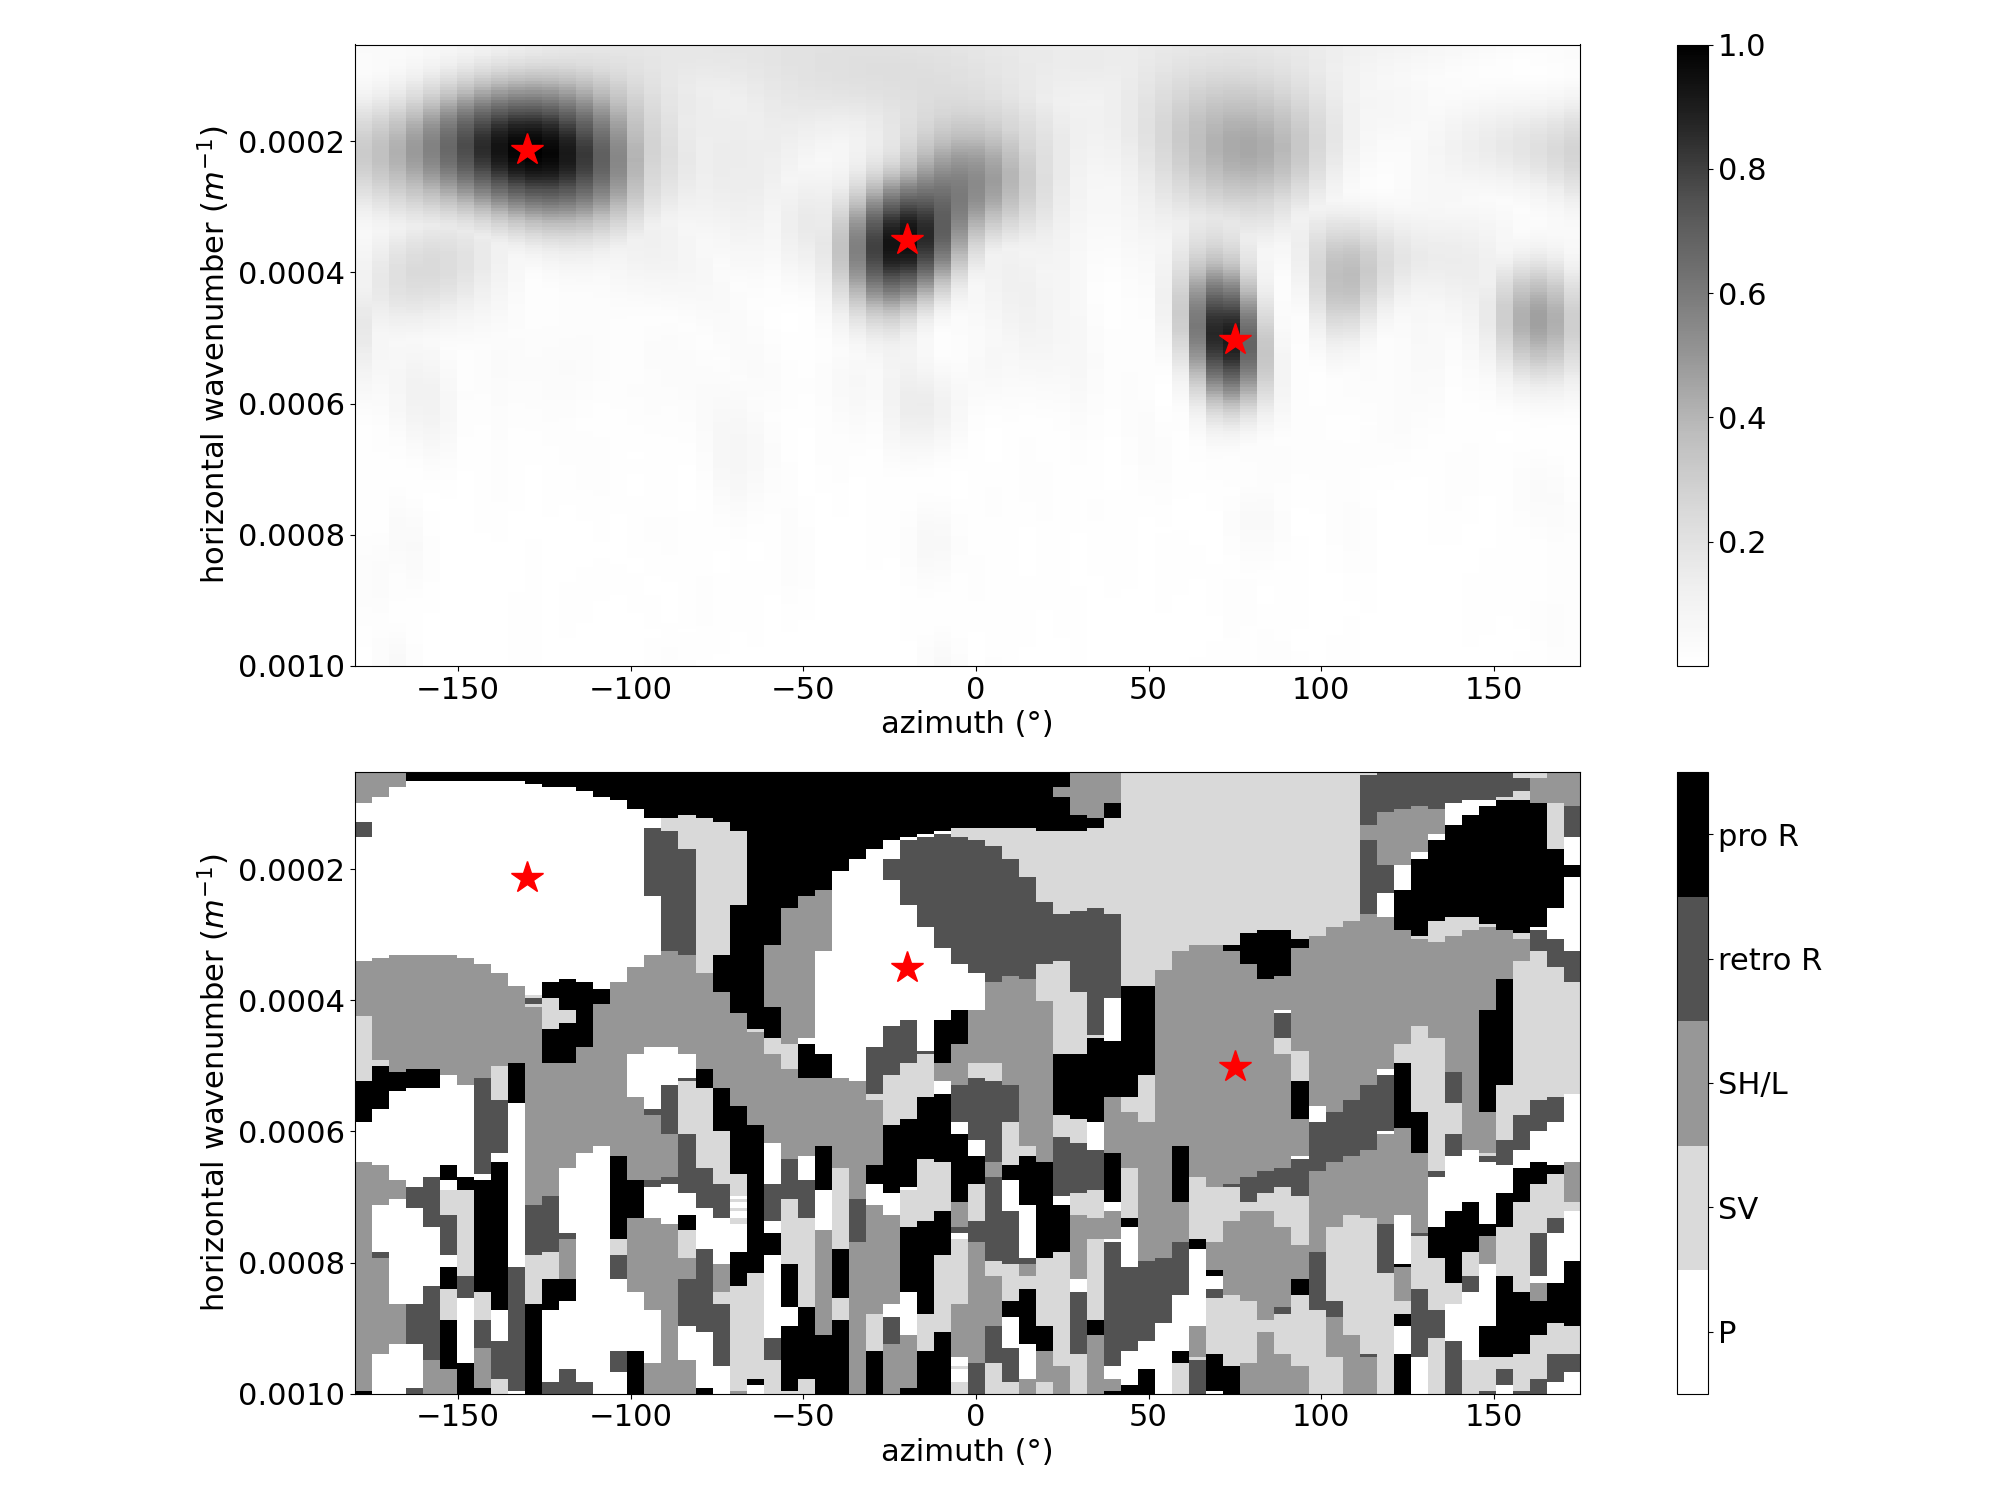 horizontal wavenumber (m⁻¹)
0.0002
0.0004
0.0006
0.0008
0.0010
−150 −100 −50 0 50 100 150
azimuth (°)
1.0
0.8
0.6
0.4
0.2
horizontal wavenumber (m⁻¹)
0.0002
0.0004
0.0006
0.0008
0.0010
−150 −100 −50 0 50 100 150
azimuth (°)
pro R
retro R
SH/L
SV
P